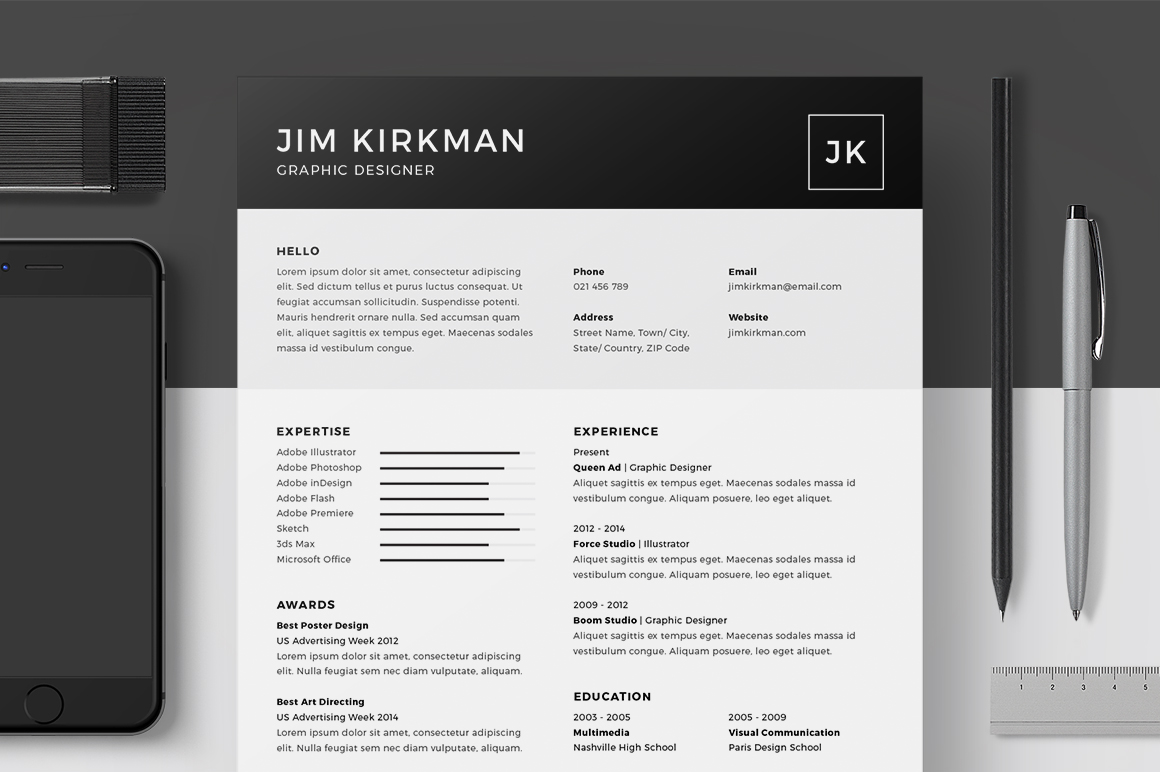 JIM KIRKMAN
GRAPHIC DESIGNER
JK
HELLO
Lorem ipsum dolor sit amet, consectetur adipiscing
elit. Sed dictum tellus et purus luctus consequat. Ut
feugiat accumsan sollicitudin. Suspendisse potenti.
Mauris hendrerit ornare nulla. Sed accumsan quam
elit, aliquet sagittis ex tempus eget. Maecenas sodales
massa id vestibulum congue.
Phone
021 456 789
Address
Street Name, Town/ City,
State/ Country, ZIP Code
Email
jimkirkman@email.com
Website
jimkirkman.com
EXPERTISE
Adobe Illustrator
Adobe Photoshop
Adobe inDesign
Adobe Flash
Adobe Premiere
Sketch
3ds Max
Microsoft Office
AWARDS
Best Poster Design
US Advertising Week 2012
Lorem ipsum dolor sit amet, consectetur adipiscing
elit. Nulla feugiat sem nec diam vulputate, aliquam.
Best Art Directing
US Advertising Week 2014
Lorem ipsum dolor sit amet, consectetur adipiscing
elit. Nulla feugiat sem nec diam vulputate, aliquam.
EXPERIENCE
Present
Queen Ad | Graphic Designer
Aliquet sagittis ex tempus eget. Maecenas sodales massa id
vestibulum congue. Aliquam posuere, leo eget aliquet.
2012 - 2014
Force Studio | Illustrator
Aliquet sagittis ex tempus eget. Maecenas sodales massa id
vestibulum congue. Aliquam posuere, leo eget aliquet.
2009 - 2012
Boom Studio | Graphic Designer
Aliquet sagittis ex tempus eget. Maecenas sodales massa id
vestibulum congue. Aliquam posuere, leo eget aliquet.
EDUCATION
2003 - 2005
Multimedia
Nashville High School
2005 - 2009
Visual Communication
Paris Design School
1 2 3 4 5